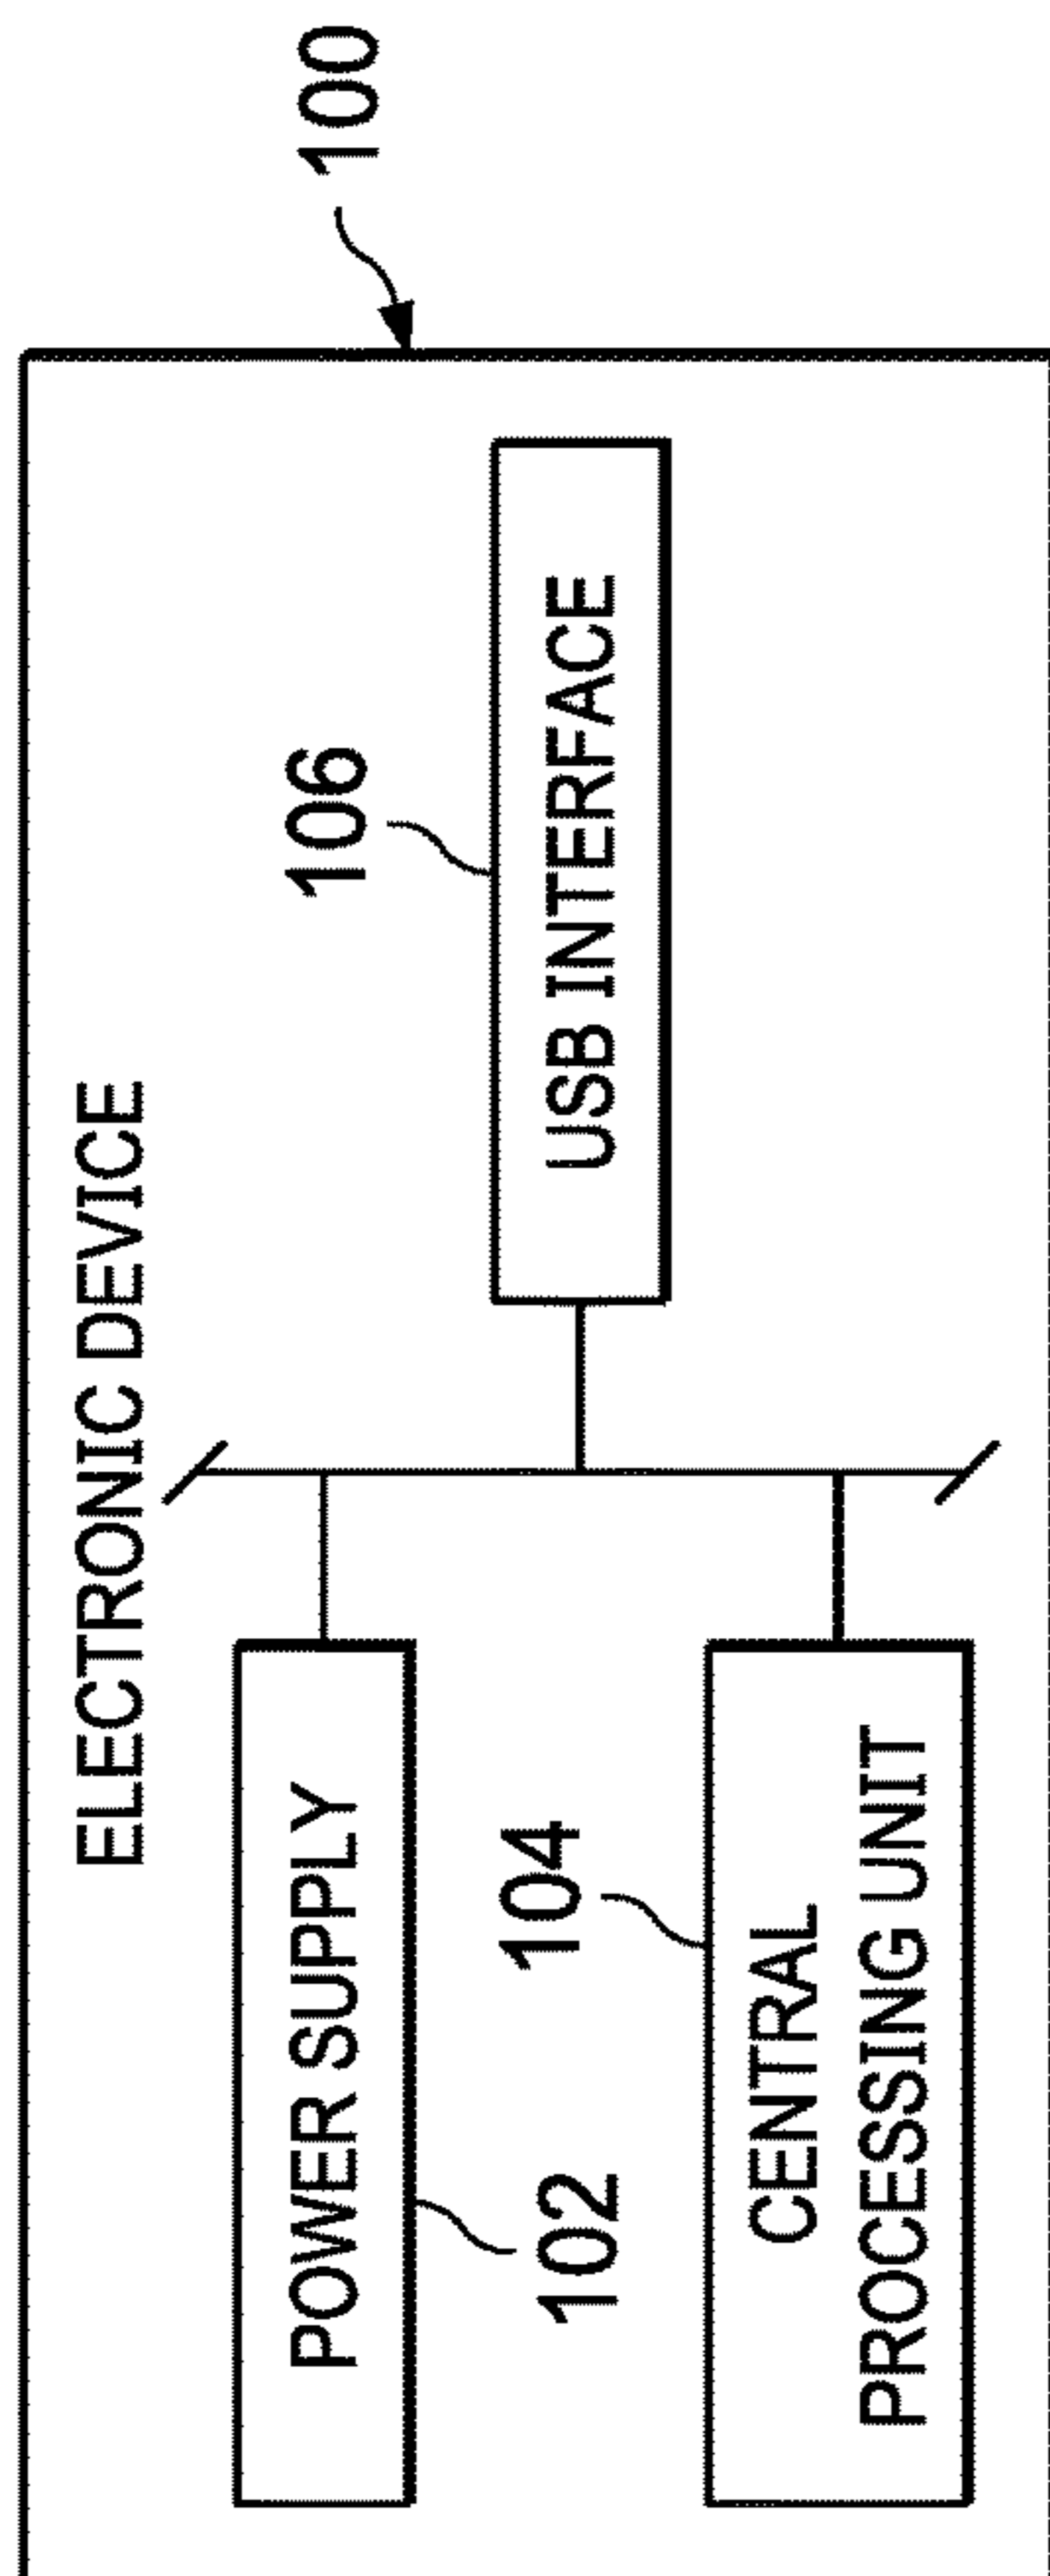 100
ELECTRONIC DEVICE
POWER SUPPLY
106
102
104
USB INTERFACE
CENTRAL
PROCESSING UNIT